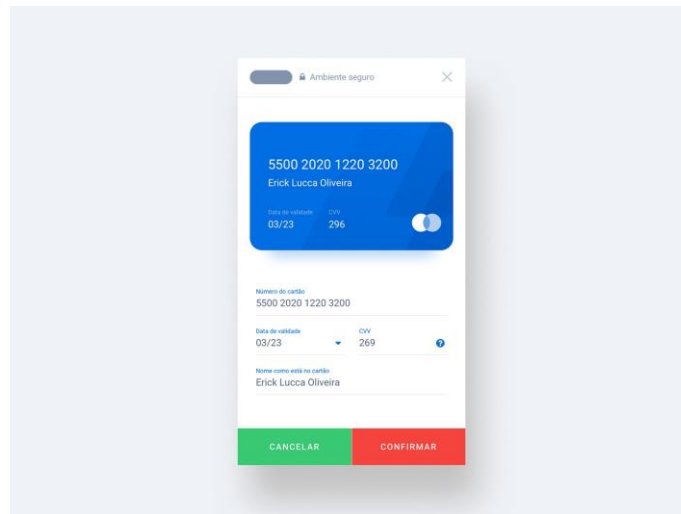 Ambiente seguro
5500 2020 1220 3200
Erick Lucca Oliveira
Data de validade CVV
03/23 296
Número do cartão
5500 2020 1220 3200
Data de validade CVV
03/23 269
Nome como está no cartão
Erick Lucca Oliveira
CANCELAR CONFIRMAR